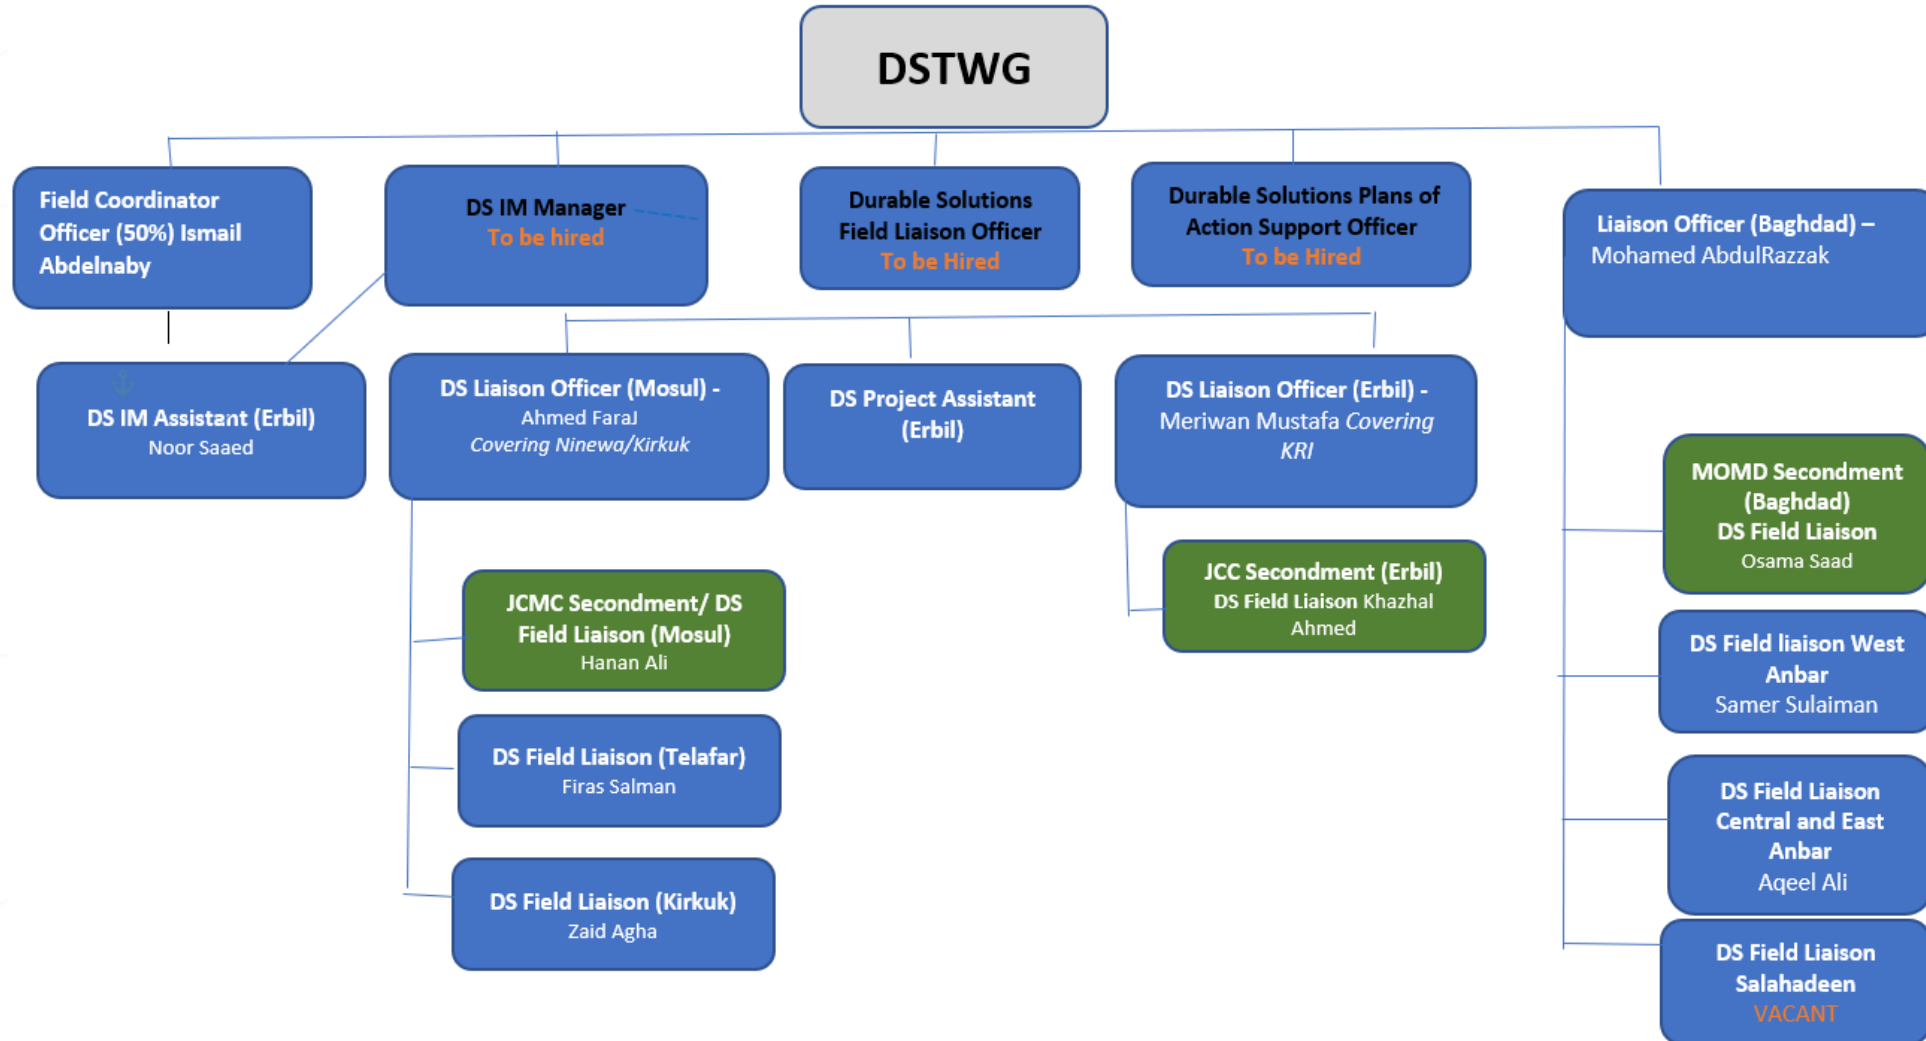 DSTWG
Field Coordinator
Officer (50%) Ismail
Abdelnaby
DS IM Manager
To be hired
Durable Solutions
Field Liaison Officer
To be Hired
Durable Solutions Plans of
Action Support Officer
To be Hired
Liaison Officer (Baghdad) –
Mohamed AbdulRazzak
DS IM Assistant (Erbil)
Noor Saaed
DS Liaison Officer (Mosul) -
Ahmed FaraJ
Covering Ninewa/Kirkuk
DS Project Assistant
(Erbil)
DS Liaison Officer (Erbil) -
Meriwan Mustafa Covering
KRI
JCMC Secondment/ DS
Field Liaison (Mosul)
Hanan Ali
DS Field Liaison (Telafar)
Firas Salman
DS Field Liaison (Kirkuk)
Zaid Agha
JCC Secondment (Erbil)
DS Field Liaison Khazhal
Ahmed
MOMD Secondment
(Baghdad)
DS Field Liaison
Osama Saad
DS Field liaison West
Anbar
Samer Sulaiman
DS Field Liaison
Central and East
Anbar
Aqeel Ali
DS Field Liaison
Salahadeen
VACANT